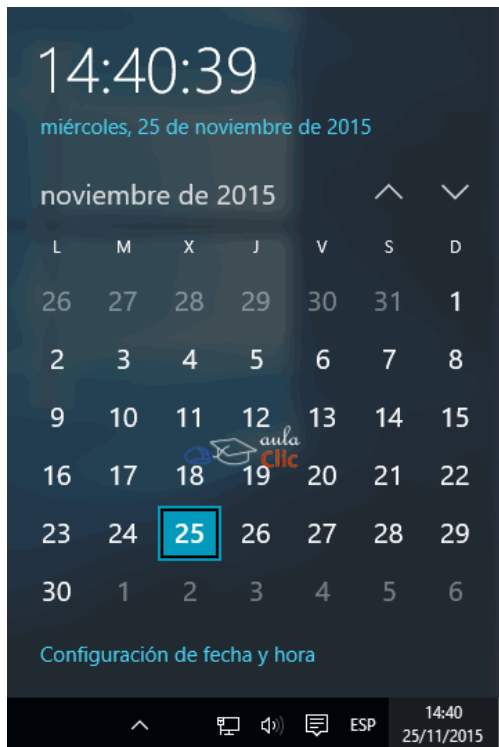 14:40:39
miércoles, 25 de noviembre de 2015
noviembre de 2015
L M X J V S D
26 27 28 29 30 31 1
2 3 4 5 6 7 8
9 10 11 12 13 14 15
aula
Clic
16 17 18 19 20 21 22
23 24 25 26 27 28 29
30 1 2 3 4 5 6
Configuración de fecha y hora
ESP 14:40
25/11/2015